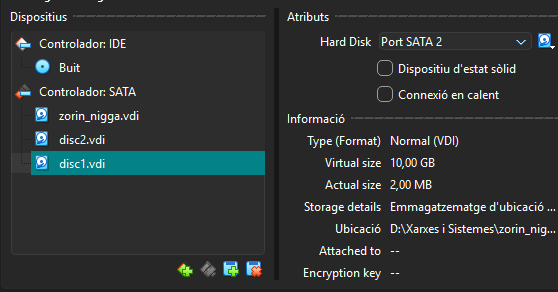 Dispositius
Controlador: IDE
Buit
Controlador: SATA
zorin_nigga.vdi
disc2.vdi
disc1.vdi
Atributs
Hard Disk Port SATA 2
Dispositiu d'estat sòlid
Connexió en calent
Informació
Type (Format) Normal (VDI)
Virtual size 10,00 GB
Actual size 2,00 MB
Storage details Emmagatzematge d'ubicació ...
Ubicació D:\Xarxes i Sistemes\zorin_nig...
Attached to --
Encryption key --